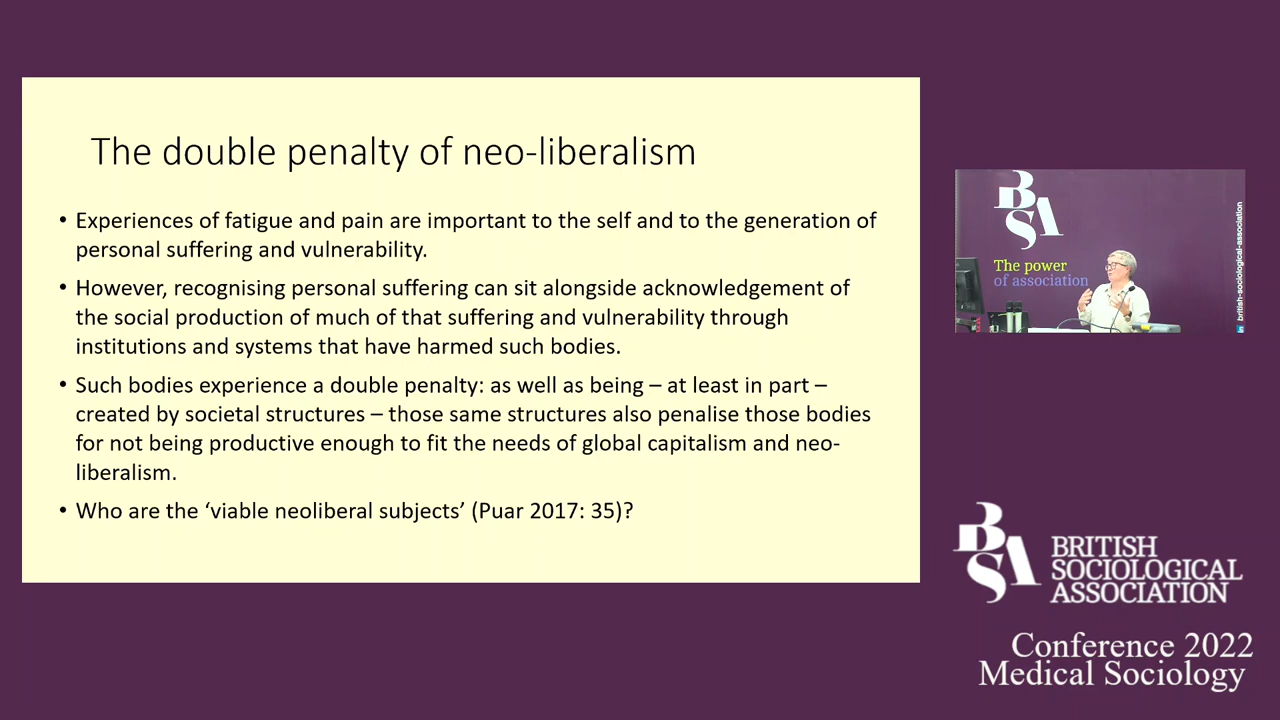 The double penalty of neo-liberalism
• Experiences of fatigue and pain are important to the self and to the generation of
personal suffering and vulnerability.
• However, recognising personal suffering can sit alongside acknowledgement of
the social production of much of that suffering and vulnerability through
institutions and systems that have harmed such bodies.
• Such bodies experience a double penalty: as well as being – at least in part –
created by societal structures – those same structures also penalise those bodies
for not being productive enough to fit the needs of global capitalism and neo-
liberalism.
• Who are the ‘viable neoliberal subjects’ (Puar 2017: 35)?
BSA
The power
of association
british-sociological-association
in
BSA
BRITISH
SOCIOLOGICAL
ASSOCIATION
Conference 2022
Medical Sociology